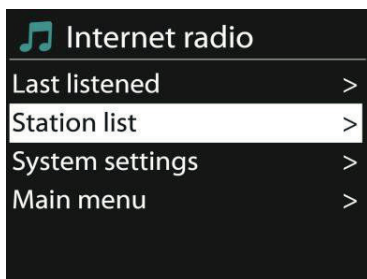 Internet radio
Last listened >
Station list >
System settings >
Main menu >